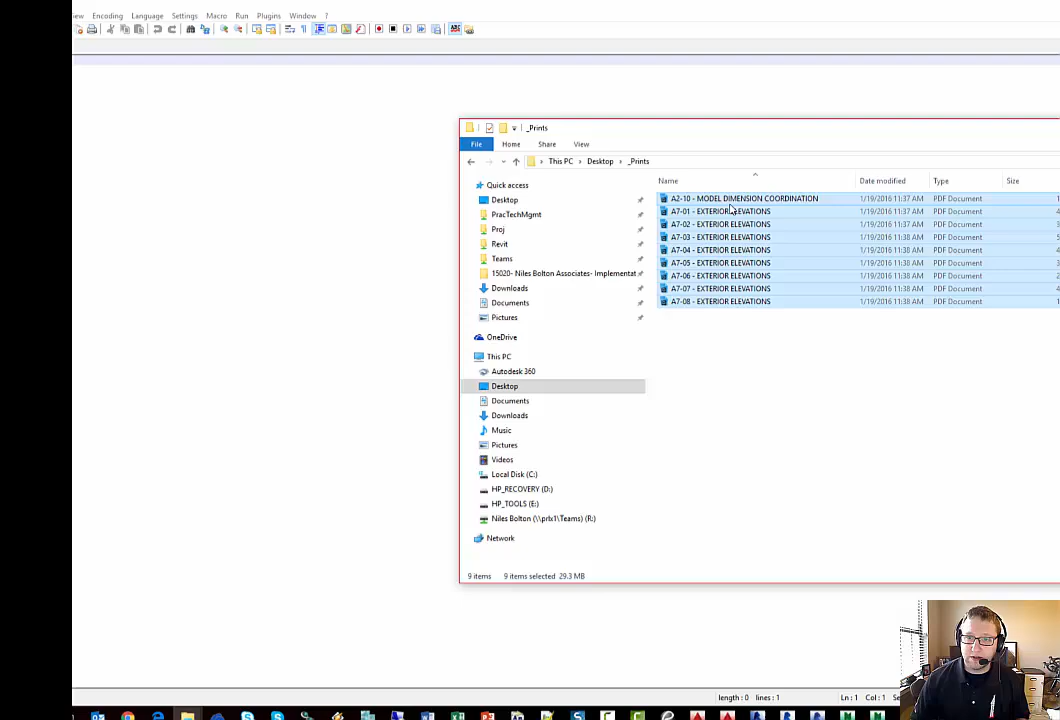 View Encoding Language Settings Macro Run Plugins Window ?
_Prints
File Home Share View
This PC Desktop _Prints
Name Date modified Type Size
Quick access
Desktop
PracTechMgmt
Proj
Revit
Teams
15020- Niles Bolton Associates- Implementat
Downloads
Documents
Pictures
OneDrive
This PC
Autodesk 360
Desktop
Documents
Downloads
Music
Pictures
Videos
Local Disk (C:)
HP_RECOVERY (D:)
HP_TOOLS (E:)
Niles Bolton (\\prlx1\Teams) (R:)
Network
A2-10 - MODEL DIMENSION COORDINATION 1/19/2016 11:37 AM PDF Document
A7-01 - EXTERIOR ELEVATIONS 1/19/2016 11:37 AM PDF Document
A7-02 - EXTERIOR ELEVATIONS 1/19/2016 11:37 AM PDF Document
A7-03 - EXTERIOR ELEVATIONS 1/19/2016 11:38 AM PDF Document
A7-04 - EXTERIOR ELEVATIONS 1/19/2016 11:38 AM PDF Document
A7-05 - EXTERIOR ELEVATIONS 1/19/2016 11:38 AM PDF Document
A7-06 - EXTERIOR ELEVATIONS 1/19/2016 11:38 AM PDF Document
A7-07 - EXTERIOR ELEVATIONS 1/19/2016 11:38 AM PDF Document
A7-08 - EXTERIOR ELEVATIONS 1/19/2016 11:38 AM PDF Document
9 items 9 items selected 29.3 MB
length : 0 lines : 1 Ln : 1 Col : 1